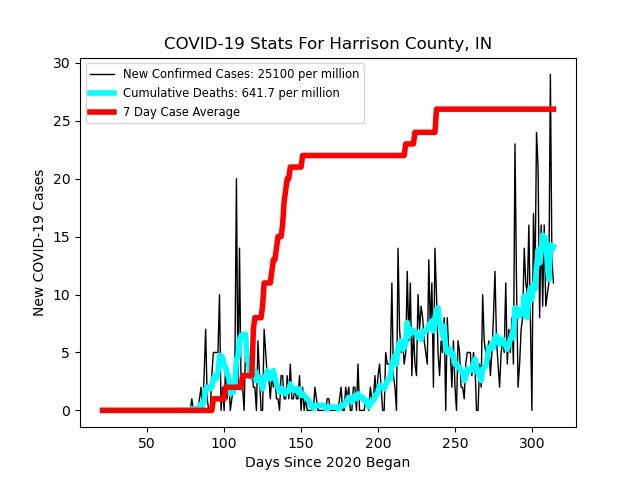 COVID-19 Stats For Harrison County, IN
New Confirmed Cases: 25100 per million
Cumulative Deaths: 641.7 per million
7 Day Case Average
30
25
20
15
10
5
0
New COVID-19 Cases
50 100 150 200 250 300
Days Since 2020 Began